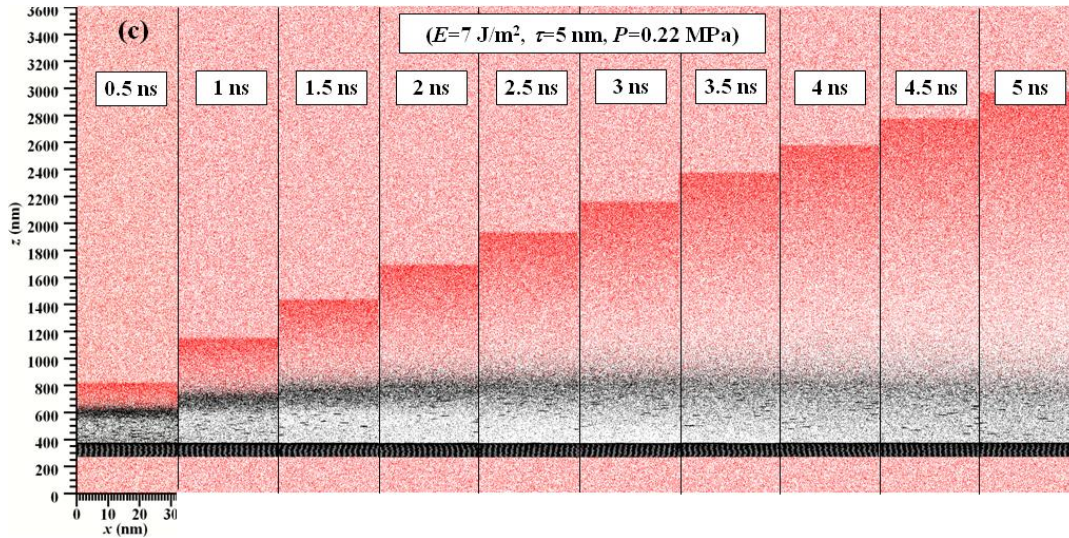 (c)
(E=7 J/m², τ=5 nm, P=0.22 MPa)
0.5 ns
1 ns
1.5 ns
2 ns
2.5 ns
3 ns
3.5 ns
4 ns
4.5 ns
5 ns
z (nm)
3600
3400
3200
3000
2800
2600
2400
2200
2000
1800
1600
1400
1200
1000
800
600
400
200
0
0 10 20 30
x (nm)